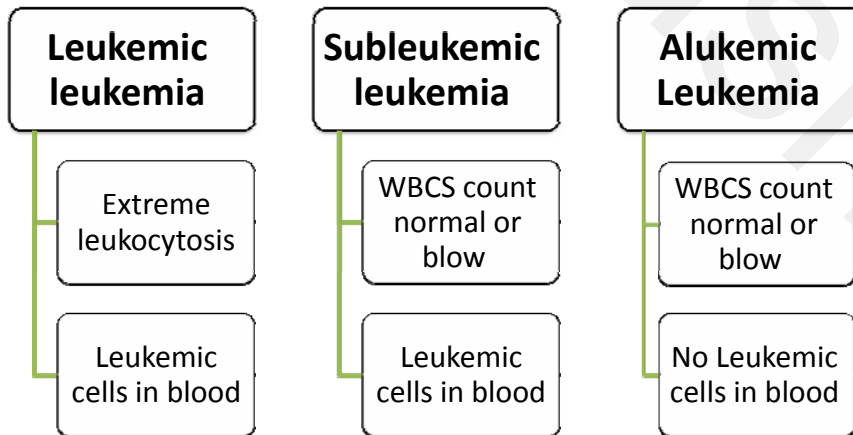 Leukemic
leukemia
Extreme
leukocytosis
Leukemic
cells in blood
Subleukemic
leukemia
WBCS count
normal or
blow
Leukemic
cells in blood
Alukemic
Leukemia
WBCS count
normal or
blow
No Leukemic
cells in blood